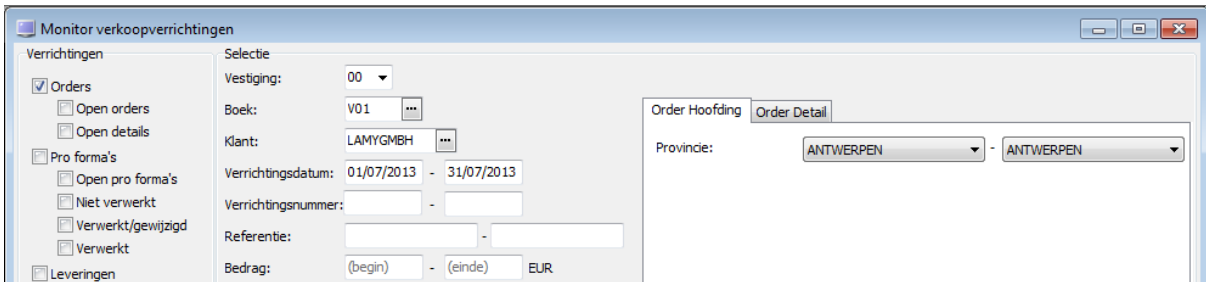 Monitor verkoopverrichtingen
Verrichtingen
Orders
Open orders
Open details
Pro forma's
Open pro forma's
Niet verwerkt
Verwerkt/gewijzigd
Verwerkt
Leveringen
Selectie
Vestiging: 00
Boek: V01 ...
Klant: LAMYGMBH ...
Verrichtingsdatum: 01/07/2013 - 31/07/2013
Verrichtingsnummer: -
Referentie: -
Bedrag: (begin) - (einde) EUR
Order Hoofding Order Detail
Provincie: ANTWERPEN - ANTWERPEN